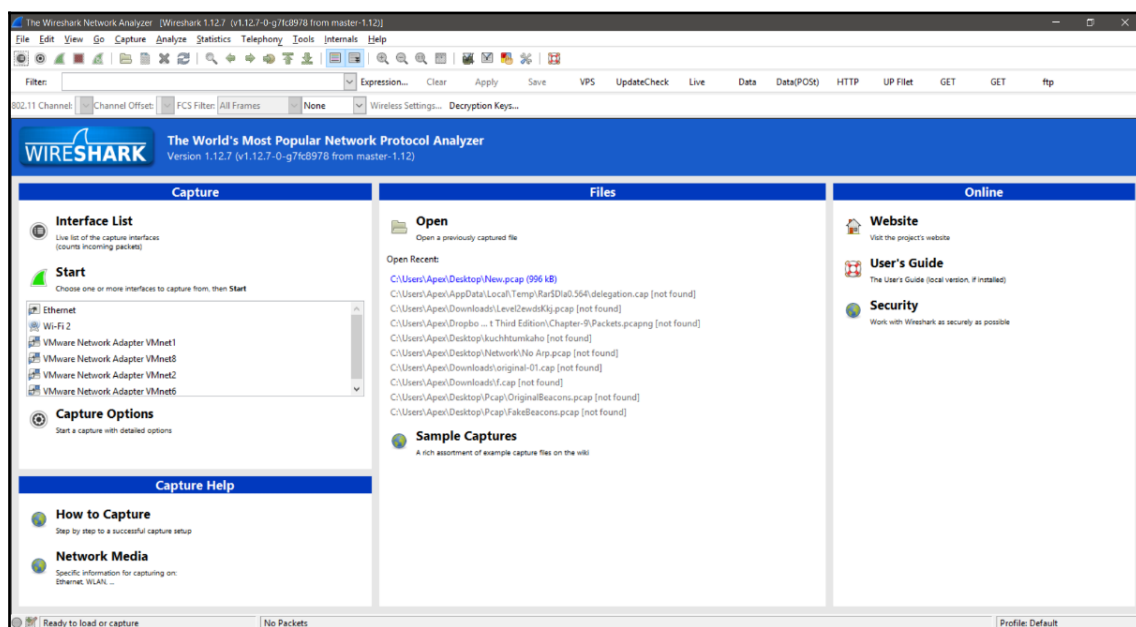 The Wireshark Network Analyzer [Wireshark 1.12.7 (v1.12.7-0-g7fc8978 from master-1.12)]
File Edit View Go Capture Analyze Statistics Telephony Tools Internals Help
Filter: Expression... Clear Apply Save VPS UpdateCheck Live Data Data(POSt) HTTP UP FIlet GET GET ftp
802.11 Channel: Channel Offset: FCS Filter: All Frames None Wireless Settings... Decryption Keys...
WIRESHARK
The World's Most Popular Network Protocol Analyzer
Version 1.12.7 (v1.12.7-0-g7fc8978 from master-1.12)
Capture
Interface List
Live list of the capture interfaces
(counts incoming packets)
Start
Choose one or more interfaces to capture from, then Start
Ethernet
Wi-Fi 2
VMware Network Adapter VMnet1
VMware Network Adapter VMnet8
VMware Network Adapter VMnet2
VMware Network Adapter VMnet6
Capture Options
Start a capture with detailed options
Capture Help
How to Capture
Step by step to a successful capture setup
Network Media
Specific information for capturing on:
Ethernet, WLAN, ...
Files
Open
Open a previously captured file
Open Recent:
C:\Users\Apex\Desktop\New.pcap (996 kB)
C:\Users\Apex\AppData\Local\Temp\Rar$DIa0.564\delegation.cap [not found]
C:\Users\Apex\Downloads\Level2ewdsKkj.pcap [not found]
C:\Users\Apex\Dropbo ... t Third Edition\Chapter-9\Packets.pcapng [not found]
C:\Users\Apex\Desktop\kuchhtumkaho [not found]
C:\Users\Apex\Desktop\Network\No Arp.pcap [not found]
C:\Users\Apex\Downloads\original-01.cap [not found]
C:\Users\Apex\Downloads\f.cap [not found]
C:\Users\Apex\Desktop\Pcap\OriginalBeacons.pcap [not found]
C:\Users\Apex\Desktop\Pcap\FakeBeacons.pcap [not found]
Sample Captures
A rich assortment of example capture files on the wiki
Online
Website
Visit the project's website
User's Guide
The User's Guide (local version, if installed)
Security
Work with Wireshark as securely as possible
Ready to load or capture No Packets Profile: Default